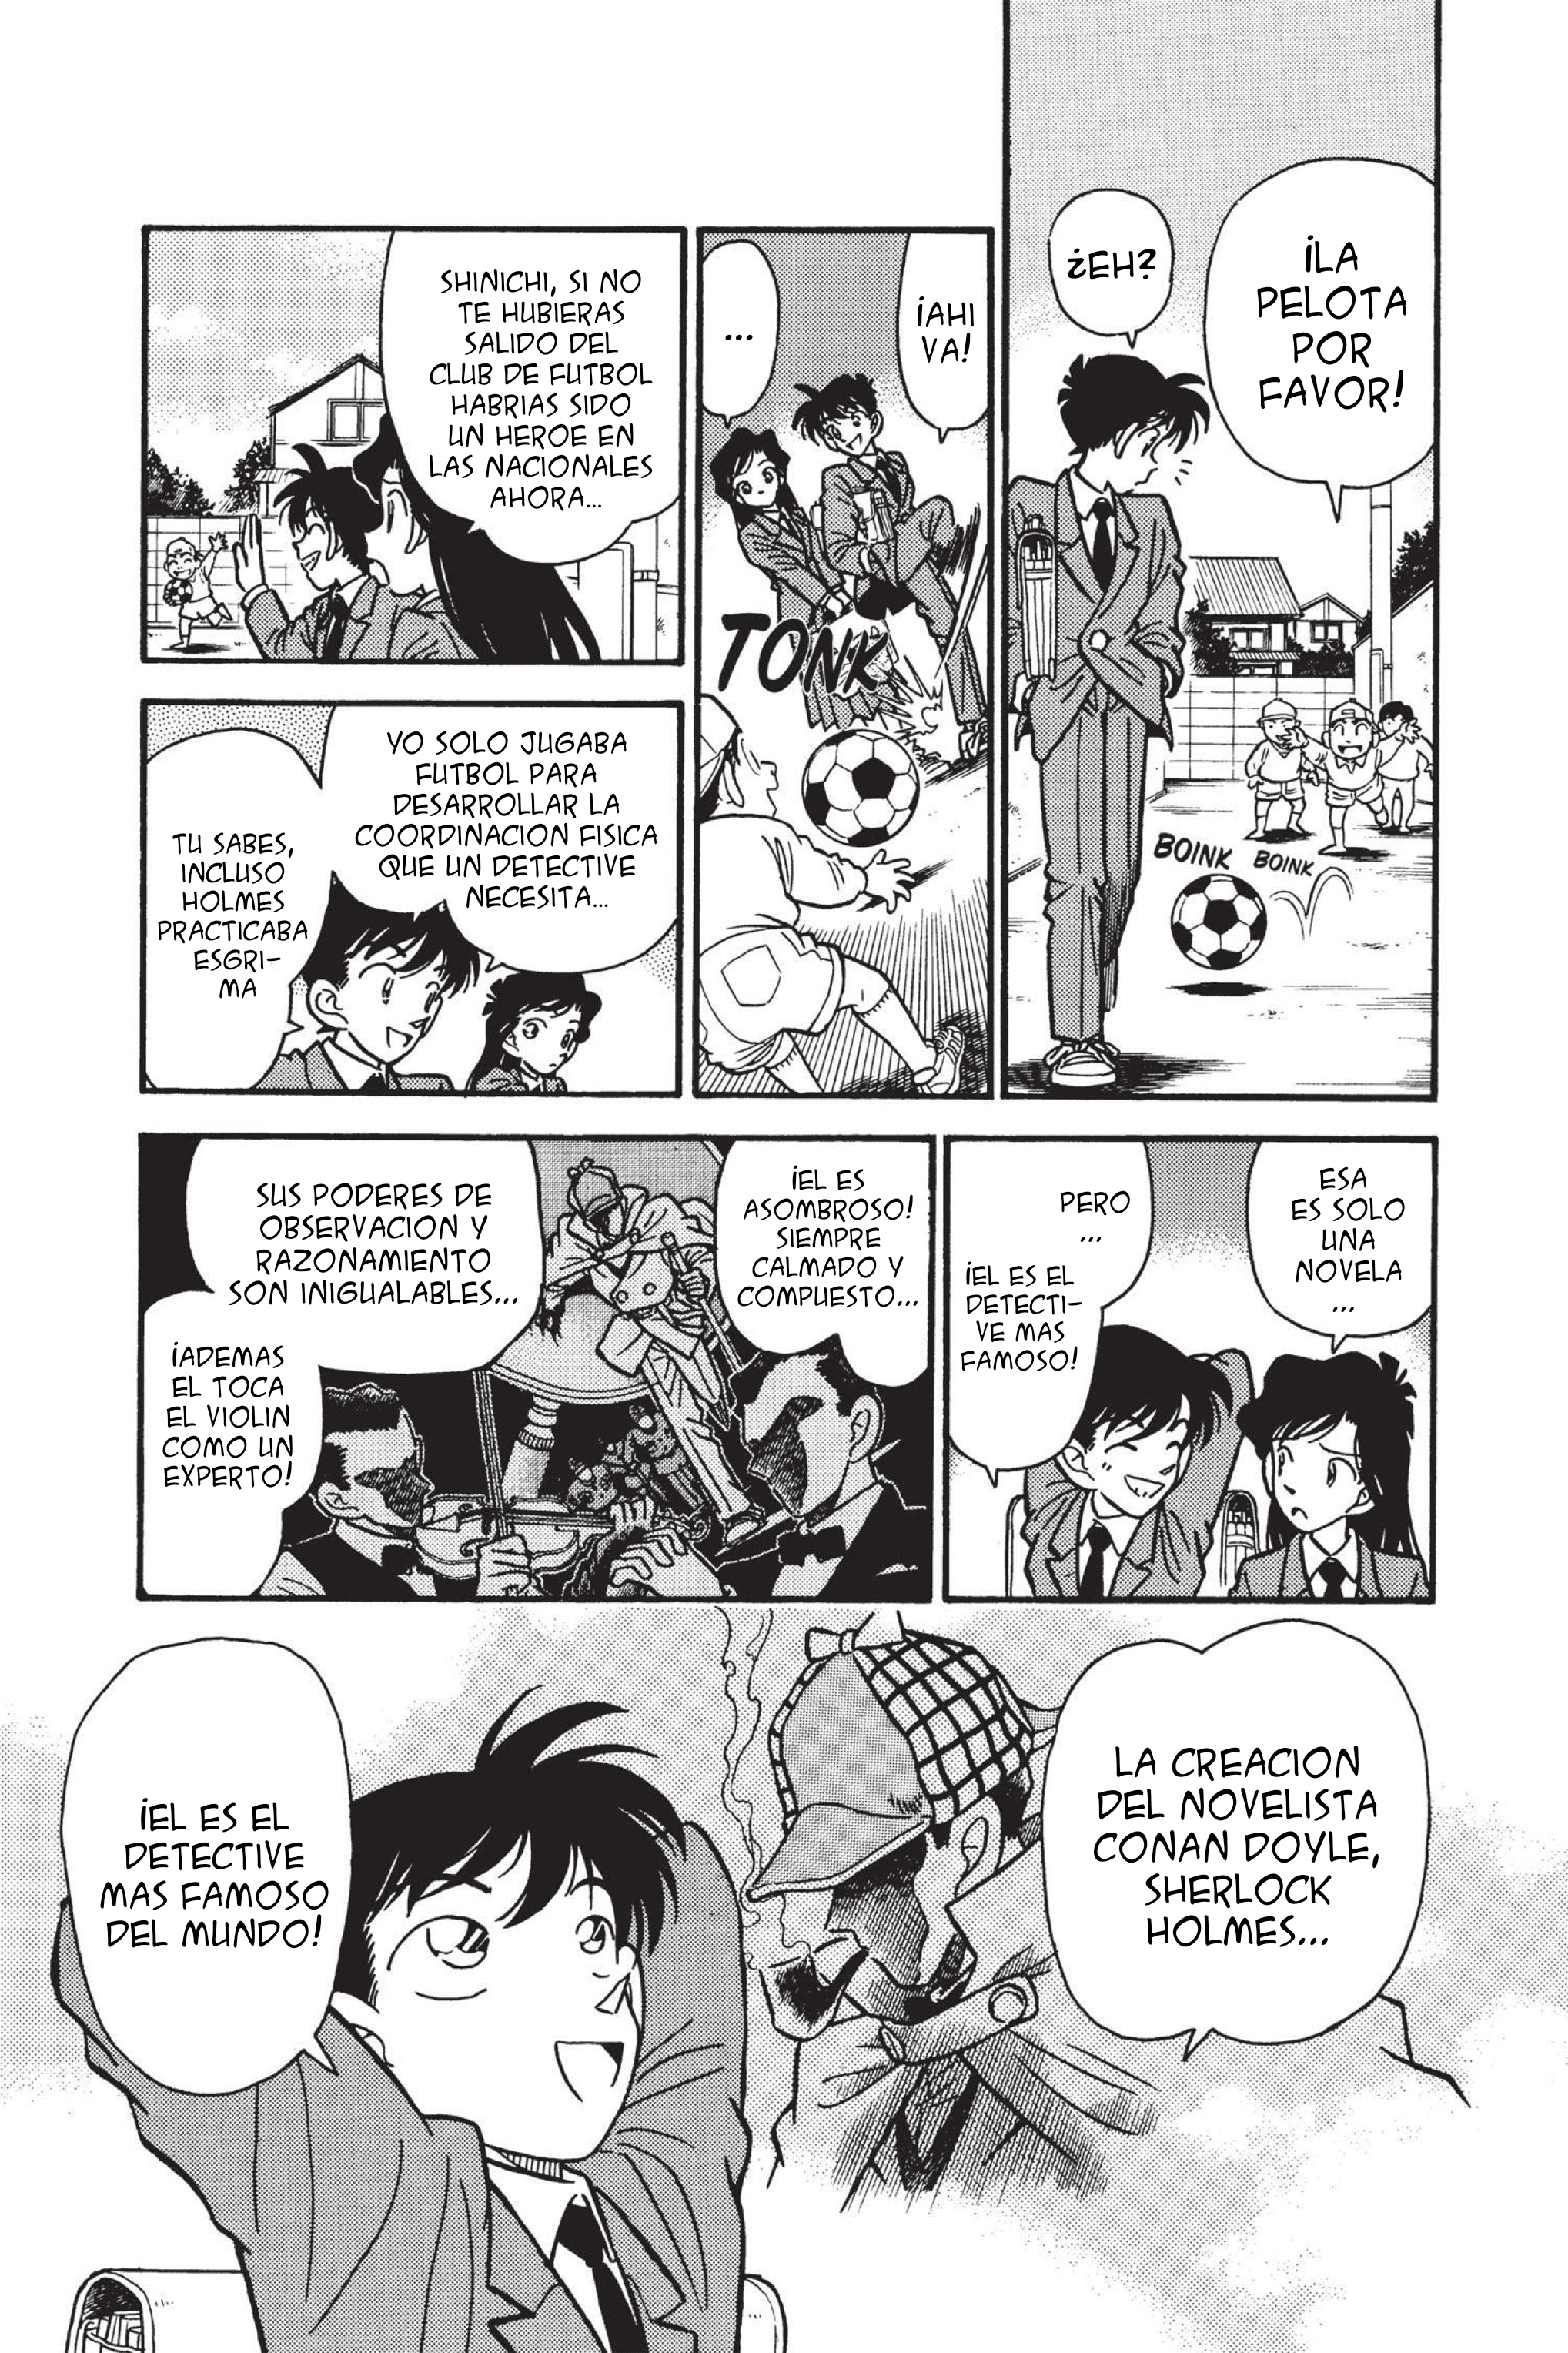 ¡LA
PELOTA
POR
FAVOR!
¿EH?
BOINK
BOINK
¡AHI
VA!
...
TONK
SHINICHI, SI NO
TE HUBIERAS
SALIDO DEL
CLUB DE FUTBOL
HABRIAS SIDO
UN HEROE EN
LAS NACIONALES
AHORA...
YO SOLO JUGABA
FUTBOL PARA
DESARROLLAR LA
COORDINACION FISICA
QUE UN DETECTIVE
NECESITA...
TU SABES,
INCLUSO
HOLMES
PRACTICABA
ESGRI-
MA
ESA
ES SOLO
UNA
NOVELA
...
PERO
...
¡EL ES EL
DETECTI-
VE MAS
FAMOSO!
¡EL ES
ASOMBROSO!
SIEMPRE
CALMADO Y
COMPUESTO...
SUS PODERES DE
OBSERVACION Y
RAZONAMIENTO
SON INIGUALABLES...
¡ADEMAS
EL TOCA
EL VIOLIN
COMO UN
EXPERTO!
LA CREACION
DEL NOVELISTA
CONAN DOYLE,
SHERLOCK
HOLMES...
¡EL ES EL
DETECTIVE
MAS FAMOSO
DEL MUNDO!